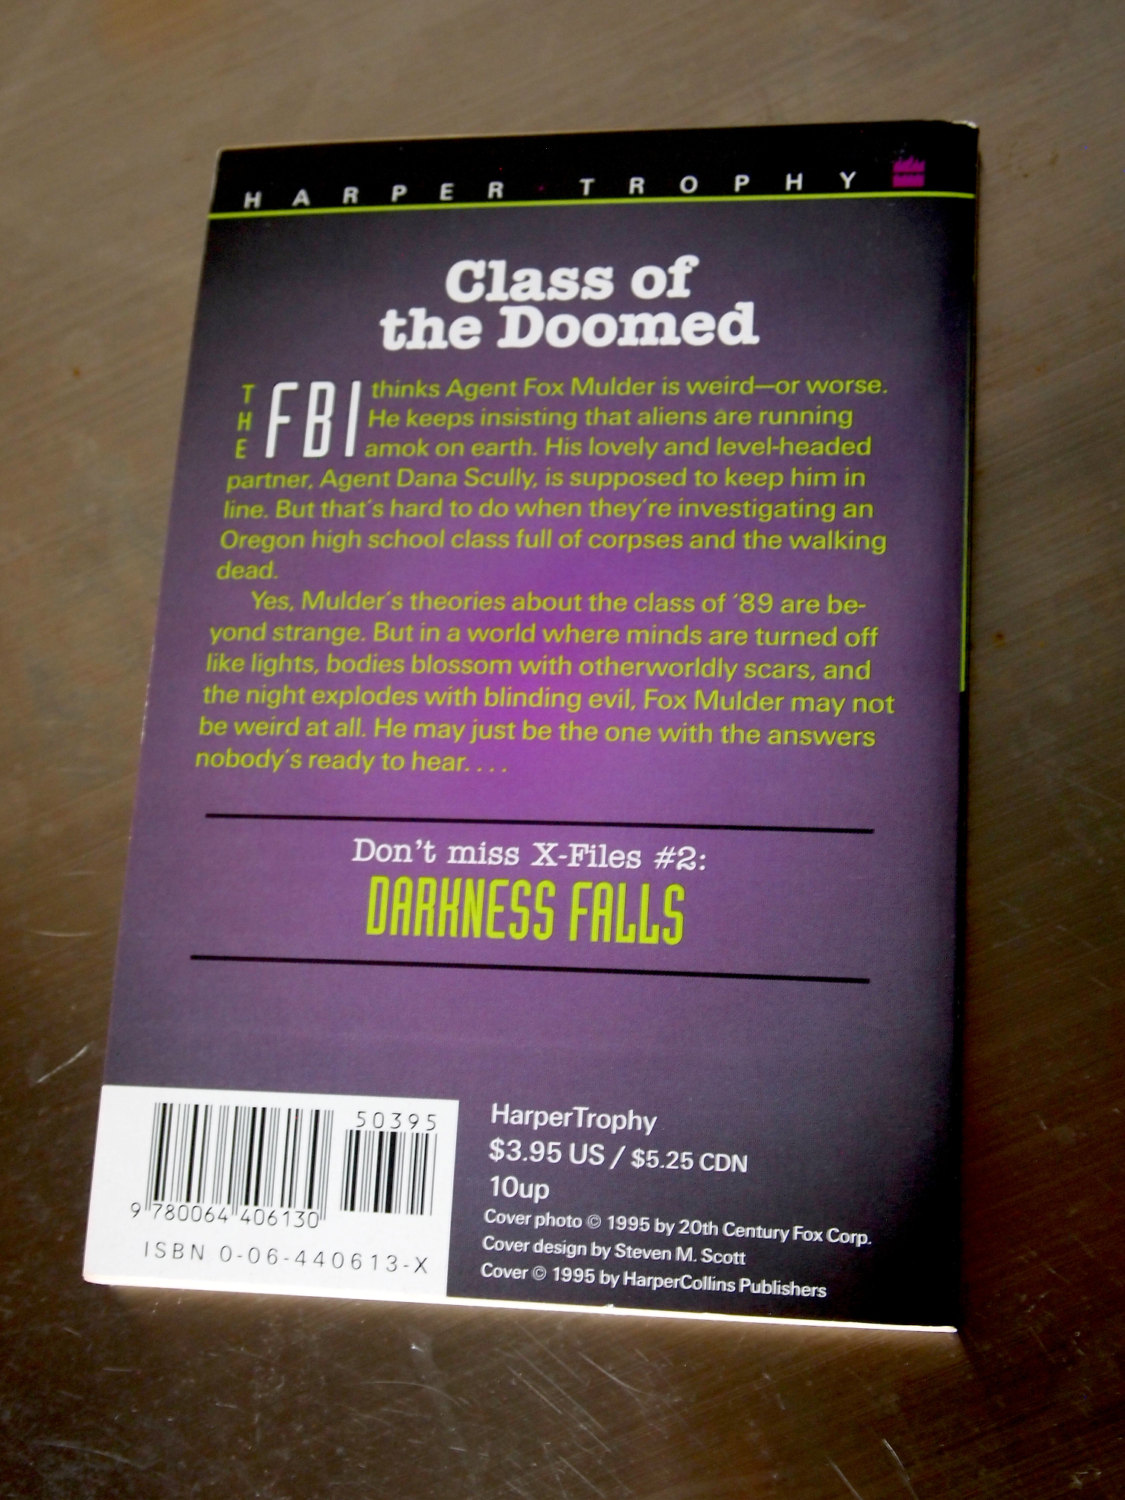 HARPER TROPHY
Class of
the Doomed
THE FBI thinks Agent Fox Mulder is weird—or worse.
He keeps insisting that aliens are running
amok on earth. His lovely and level-headed
partner, Agent Dana Scully, is supposed to keep him in
line. But that's hard to do when they're investigating an
Oregon high school class full of corpses and the walking
dead.
Yes, Mulder's theories about the class of '89 are be-
yond strange. But in a world where minds are turned off
like lights, bodies blossom with otherworldly scars, and
the night explodes with blinding evil, Fox Mulder may not
be weird at all. He may just be the one with the answers
nobody's ready to hear. . . .
Don't miss X-Files #2:
DARKNESS FALLS
50395
9 780064 406130
ISBN 0-06-440613-X
HarperTrophy
$3.95 US / $5.25 CDN
10up
Cover photo © 1995 by 20th Century Fox Corp.
Cover design by Steven M. Scott
Cover © 1995 by HarperCollins Publishers